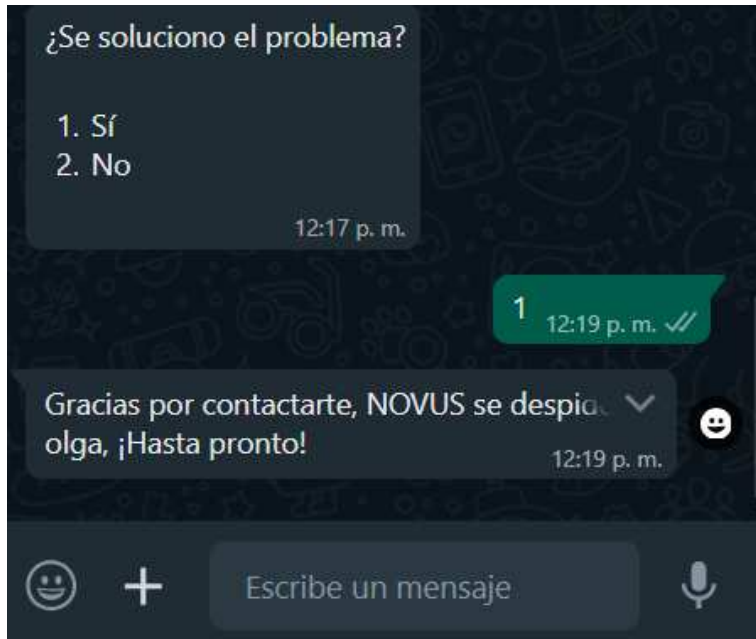 ¿Se soluciono el problema?
1. Sí
2. No
12:17 p. m.
1
12:19 p. m.
Gracias por contactarte, NOVUS se
olga, ¡Hasta pronto!
12:19 p. m.
Escribe un mensaje